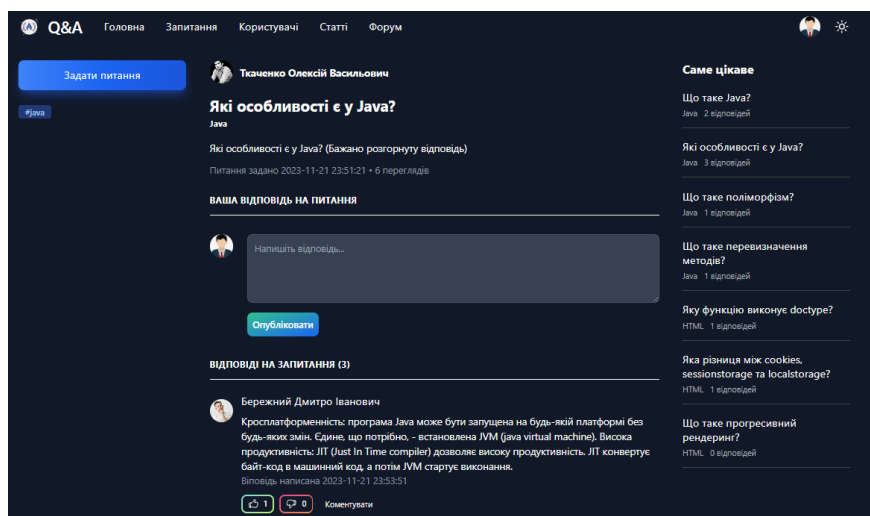 Q&A Головна Запитання Користувачі Статті Форум
Задати питання
#java
Ткаченко Олексій Васильович
Які особливості є у Java?
Java
Які особливості є у Java? (Бажано розгорнуту відповідь)
Питання задано 2023-11-21 23:51:21 • 6 переглядів
ВАША ВІДПОВІДЬ НА ПИТАННЯ
Напишіть відповідь...
Опубліковати
ВІДПОВІДІ НА ЗАПИТАННЯ (3)
Бережний Дмитро Іванович
Кросплатформенність: програма Java може бути запущена на будь-якій платформі без
будь-яких змін. Єдине, що потрібно, - встановлена JVM (java virtual machine). Висока
продуктивність: JIT (Just In Time compiler) дозволяє високу продуктивність. JIT конвертує
байт-код в машинний код, а потім JVM стартує виконання.
Віповідь написана 2023-11-21 23:53:51
1 0 Коментувати
Саме цікаве
Що таке Java?
Java 2 відповідей
Які особливості є у Java?
Java 3 відповідей
Що таке поліморфізм?
Java 1 відповідей
Що таке перевизначення
методів?
Java 1 відповідей
Яку функцію виконує doctype?
HTML 1 відповідей
Яка різниця між cookies,
sessionstorage та localstorage?
HTML 1 відповідей
Що таке прогресивний
рендеринг?
HTML 0 відповідей